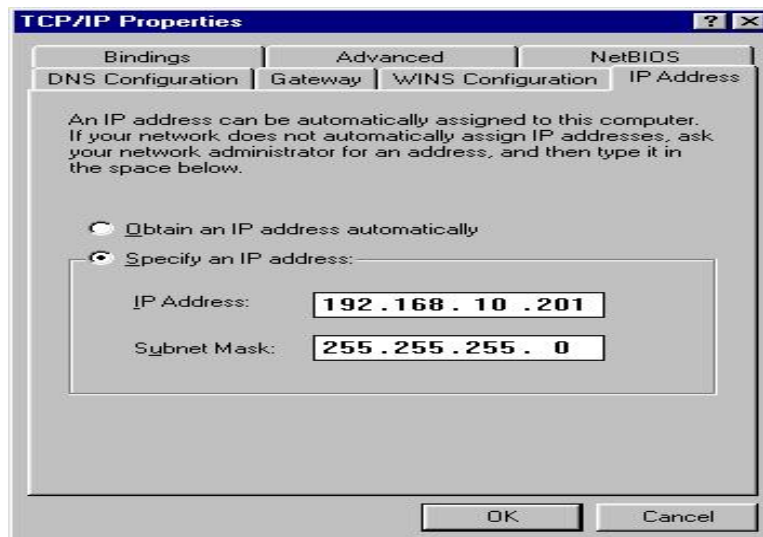 TCP/IP Properties
Bindings Advanced NetBIOS
DNS Configuration Gateway WINS Configuration IP Address
An IP address can be automatically assigned to this computer.
If your network does not automatically assign IP addresses, ask
your network administrator for an address, and then type it in
the space below.
Obtain an IP address automatically
Specify an IP address:
IP Address: 192.168. 10 .201
Subnet Mask: 255.255.255. 0
OK Cancel